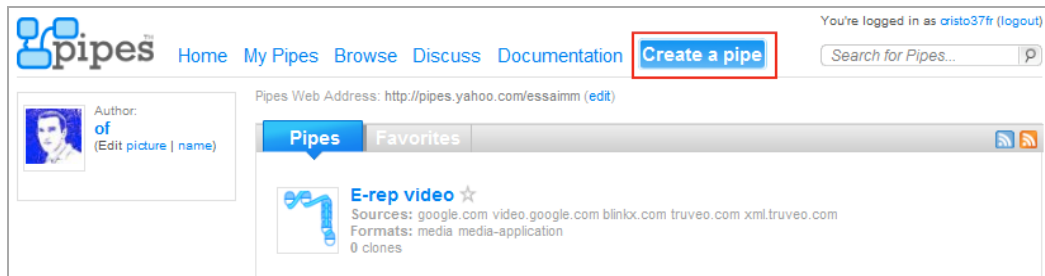 You're logged in as cristo37fr (logout)
pipes™
Home My Pipes Browse Discuss Documentation Create a pipe
Search for Pipes...
Pipes Web Address: http://pipes.yahoo.com/essaimm (edit)
Author:
of
(Edit picture | name)
Pipes Favorites
E-rep video
Sources: google.com video.google.com blinkx.com truveo.com xml.truveo.com
Formats: media media-application
0 clones